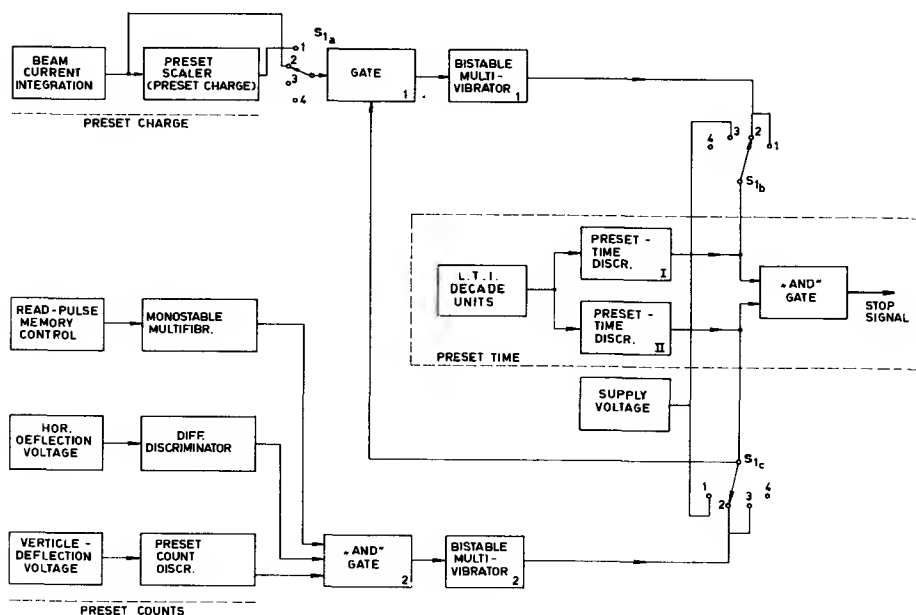 S1a
BEAM
CURRENT
INTEGRATION
PRESET
SCALER
(PRESET CHARGE)
1
2
3
4
GATE
1
BISTABLE
MULTI-
VIBRATOR
1
PRESET CHARGE
4
3
2
1
S1b
L.T.I.
DECADE
UNITS
PRESET -
TIME
DISCR.
I
PRESET -
TIME
DISCR.
II
„AND"
GATE
STOP
SIGNAL
PRESET TIME
READ-PULSE
MEMORY
CONTROL
MONOSTABLE
MULTIFIBR.
SUPPLY
VOLTAGE
HOR.
DEFLECTION
VOLTAGE
DIFF.
DISCRIMINATOR
S1c
1
2
3
4
VERTICLE -
DEFLECTION
VOLTAGE
PRESET
COUNT
DISCR.
„AND"
GATE
2
BISTABLE
MULTI-
VIBRATOR
2
PRESET COUNTS